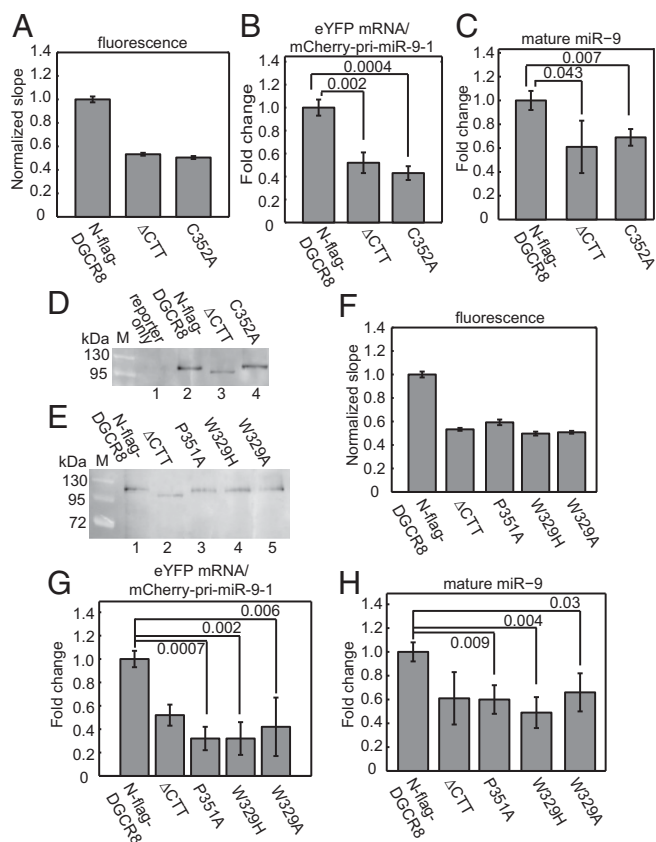 A
fluorescence
Normalized slope
1.4
1.2
1.0
0.8
0.6
0.4
0.2
0
N-flag-
DGCR8
ΔCTT
C352A
B
eYFP mRNA/
mCherry-pri-miR-9-1
Fold change
1.4
1.2
1.0
0.8
0.6
0.4
0.2
0
0.0004
0.002
N-flag-
DGCR8
ΔCTT
C352A
C
mature miR−9
Fold change
1.4
1.2
1.0
0.8
0.6
0.4
0.2
0
0.007
0.043
N-flag-
DGCR8
ΔCTT
C352A
D
kDa
M
reporter
only
N-flag-
DGCR8
ΔCTT
C352A
130
95
1 2 3 4
E
kDa
M
N-flag-
DGCR8
ΔCTT
P351A
W329H
W329A
130
95
72
1 2 3 4 5
F
fluorescence
Normalized slope
1.4
1.2
1.0
0.8
0.6
0.4
0.2
0
N-flag-
DGCR8
ΔCTT
P351A
W329H
W329A
G
eYFP mRNA/
mCherry-pri-miR-9-1
Fold change
1.4
1.2
1.0
0.8
0.6
0.4
0.2
0
0.006
0.002
0.0007
N-flag-
DGCR8
ΔCTT
P351A
W329H
W329A
H
mature miR−9
Fold change
1.4
1.2
1.0
0.8
0.6
0.4
0.2
0
0.03
0.004
0.009
N-flag-
DGCR8
ΔCTT
P351A
W329H
W329A